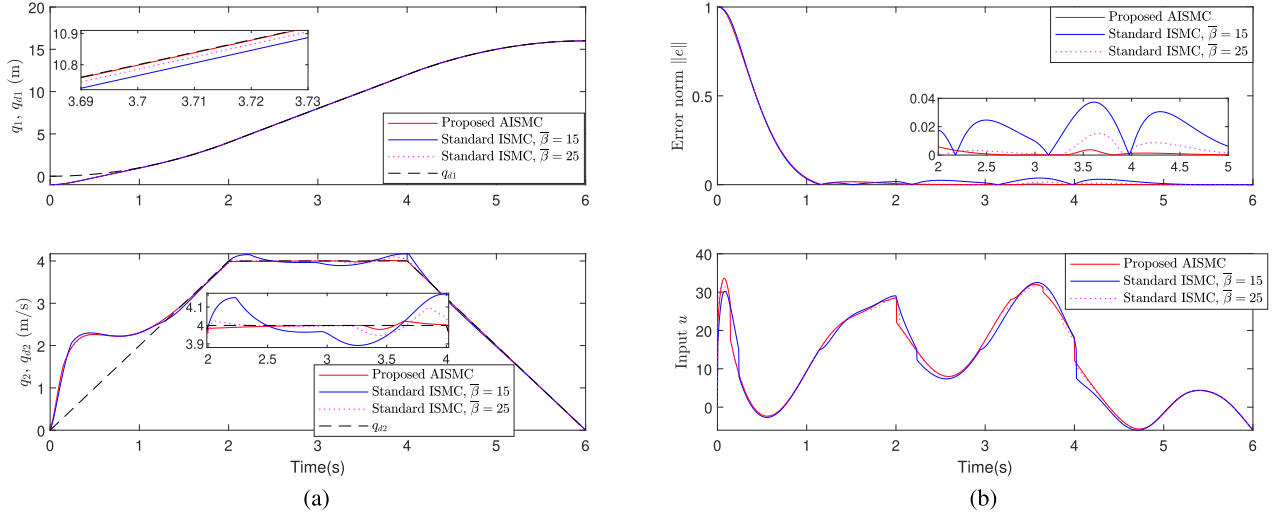 20
15
10
5
0
q1, qd1 (m)
10.9
10.8
3.69 3.7 3.71 3.72 3.73
Proposed AISMC
Standard ISMC, β̅ = 15
Standard ISMC, β̅ = 25
qd1
0 1 2 3 4 5 6
4
3
2
1
0
q2, qd2 (m/s)
4.1
4
3.9
2 2.5 3 3.5 4
Proposed AISMC
Standard ISMC, β̅ = 15
Standard ISMC, β̅ = 25
qd2
0 1 2 3 4 5 6
Time(s)
(a)
1
0.5
0
Error norm ||e||
Proposed AISMC
Standard ISMC, β̅ = 15
Standard ISMC, β̅ = 25
0.04
0.02
0
2 2.5 3 3.5 4 4.5 5
0 1 2 3 4 5 6
40
30
20
10
0
Input u
Proposed AISMC
Standard ISMC, β̅ = 15
Standard ISMC, β̅ = 25
0 1 2 3 4 5 6
Time(s)
(b)